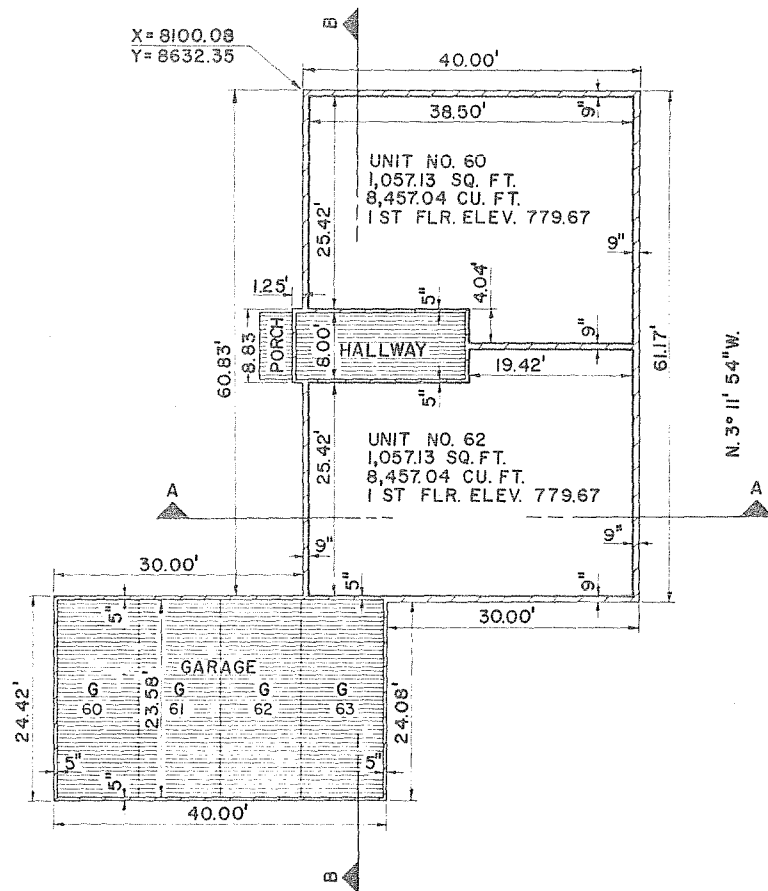 B
X=8100.08
Y=8632.35
40.00'
38.50'
9"
UNIT NO. 60
1,057.13 SQ. FT.
8,457.04 CU. FT.
1 ST FLR. ELEV. 779.67
25.42'
9"
1.25'
5"
4.04'
60.83'
8.83
PORCH
8.00'
HALLWAY
9"
19.42'
61.17'
5"
N. 3° 11' 54" W.
25.42'
UNIT NO. 62
1,057.13 SQ. FT.
8,457.04 CU. FT.
1 ST FLR. ELEV. 779.67
A
A
9"
9"
30.00'
5"
9"
5"
30.00'
24.42'
GARAGE
23.58'
G
60
G
61
G
62
G
63
24.08'
5"
5"
5"
40.00'
B